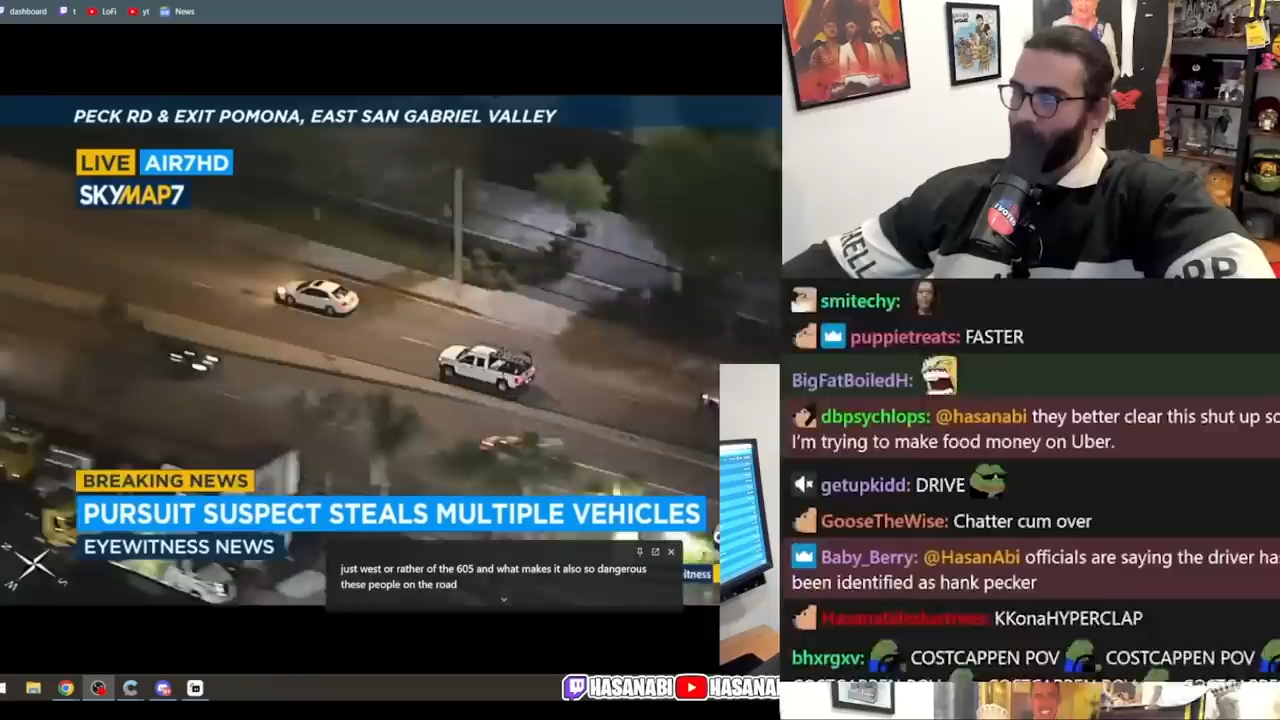 dashboard
t
LoFi
yt
News
PECK RD & EXIT POMONA, EAST SAN GABRIEL VALLEY
LIVE AIR7HD
SKYMAP7
BREAKING NEWS
PURSUIT SUSPECT STEALS MULTIPLE VEHICLES
EYEWITNESS NEWS
just west or rather of the 605 and what makes it also so dangerous
these people on the road
itness
HASANABI HASANA
I VOTED
smitechy:
puppietreats: FASTER
BigFatBoiledH:
dbpsychlops: @hasanabi they better clear this shut up so
I'm trying to make food money on Uber.
getupkidd: DRIVE
GooseTheWise: Chatter cum over
Baby_Berry: @HasanAbi officials are saying the driver ha
been identified as hank pecker
KKonaHYPERCLAP
bhxrgxv: COSTCAPPEN POV COSTCAPPEN POV